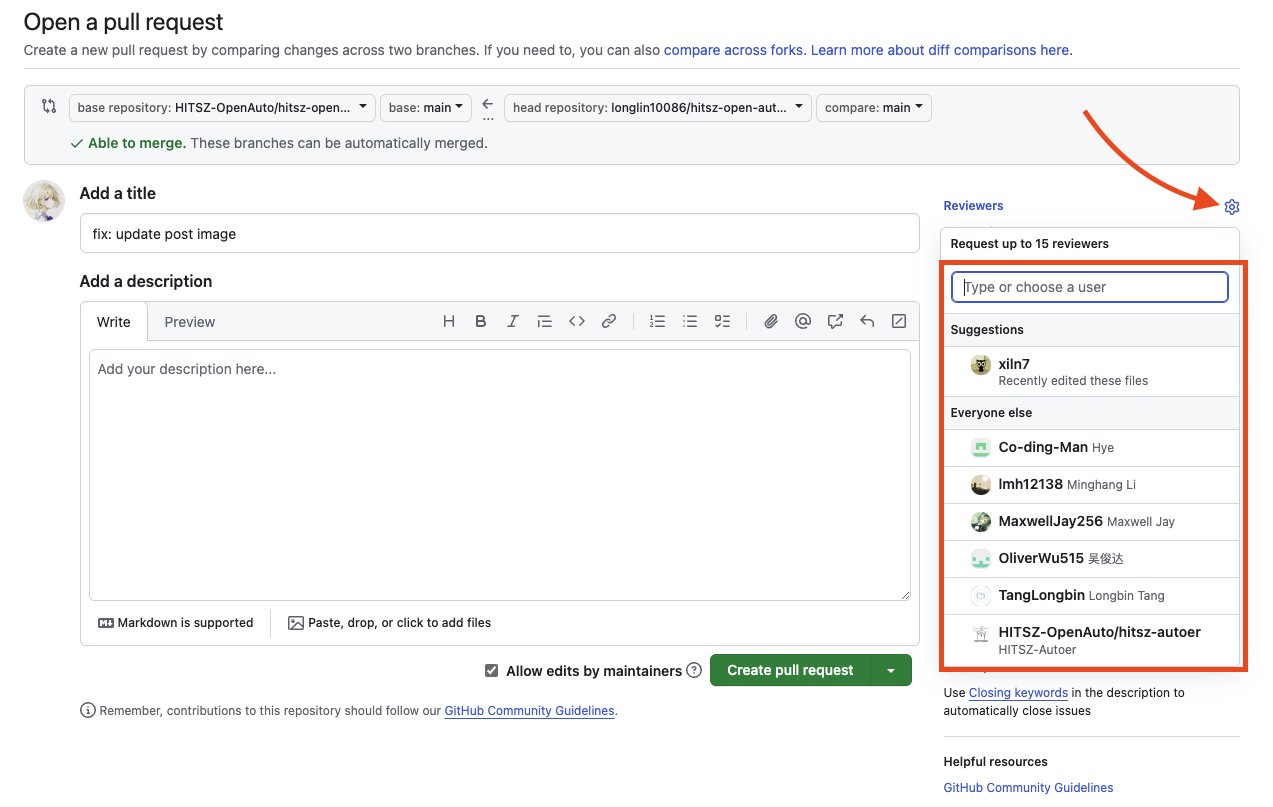 Open a pull request
Create a new pull request by comparing changes across two branches. If you need to, you can also compare across forks. Learn more about diff comparisons here.
base repository: HITSZ-OpenAuto/hitsz-open... base: main head repository: longlin10086/hitsz-open-aut... compare: main
Able to merge. These branches can be automatically merged.
Add a title
fix: update post image
Add a description
Write Preview
Add your description here...
Markdown is supported
Paste, drop, or click to add files
Allow edits by maintainers
Create pull request
Remember, contributions to this repository should follow our GitHub Community Guidelines.
Reviewers
Request up to 15 reviewers
Type or choose a user
Suggestions
xiln7
Recently edited these files
Everyone else
Co-ding-Man Hye
lmh12138 Minghang Li
MaxwellJay256 Maxwell Jay
OliverWu515 吴俊达
TangLongbin Longbin Tang
HITSZ-OpenAuto/hitsz-autoer
HITSZ-Autoer
Use Closing keywords in the description to
automatically close issues
Helpful resources
GitHub Community Guidelines